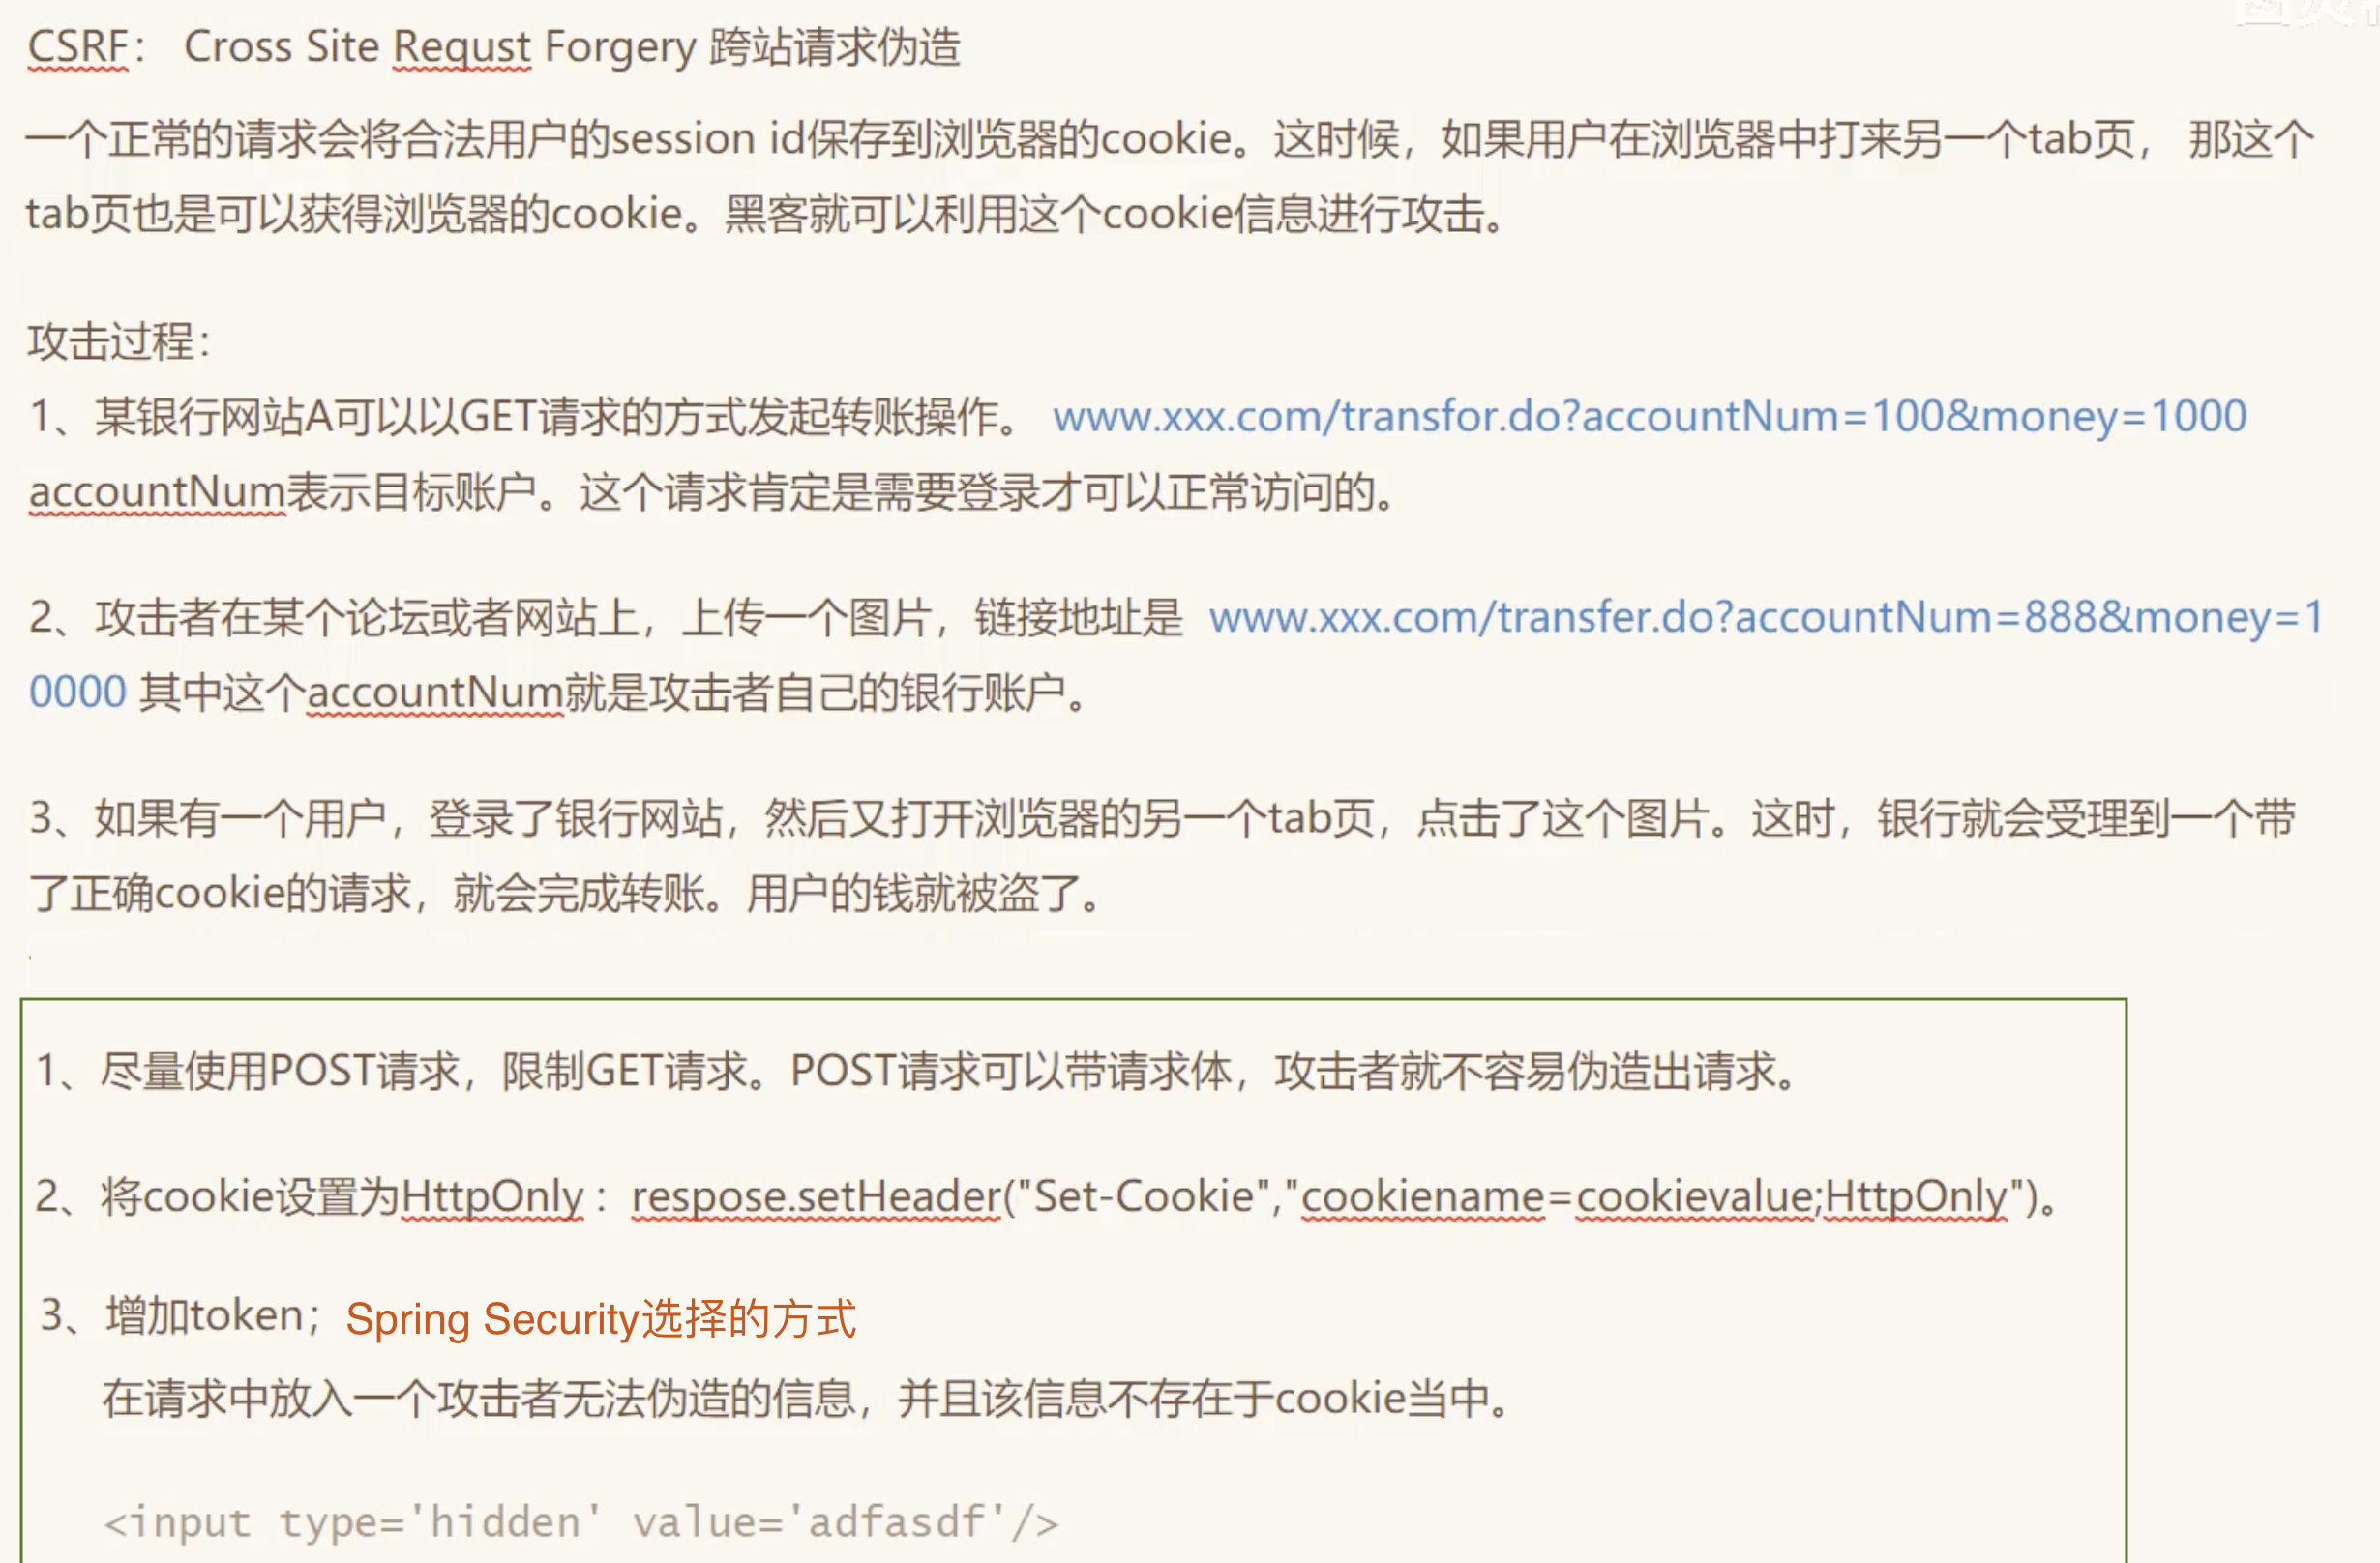 CSRF： Cross Site Requst Forgery 跨站请求伪造
一个正常的请求会将合法用户的session id保存到浏览器的cookie。这时候，如果用户在浏览器中打来另一个tab页， 那这个
tab页也是可以获得浏览器的cookie。黑客就可以利用这个cookie信息进行攻击。
攻击过程：
1、某银行网站A可以以GET请求的方式发起转账操作。 www.xxx.com/transfor.do?accountNum=100&money=1000
accountNum表示目标账户。这个请求肯定是需要登录才可以正常访问的。
2、攻击者在某个论坛或者网站上，上传一个图片，链接地址是 www.xxx.com/transfer.do?accountNum=888&money=1
0000 其中这个accountNum就是攻击者自己的银行账户。
3、如果有一个用户，登录了银行网站，然后又打开浏览器的另一个tab页，点击了这个图片。这时，银行就会受理到一个带
了正确cookie的请求，就会完成转账。用户的钱就被盗了。
1、尽量使用POST请求，限制GET请求。POST请求可以带请求体，攻击者就不容易伪造出请求。
2、将cookie设置为HttpOnly：respose.setHeader("Set-Cookie","cookiename=cookievalue;HttpOnly")。
3、增加token；Spring Security选择的方式
在请求中放入一个攻击者无法伪造的信息，并且该信息不存在于cookie当中。
<input type='hidden' value='adfasdf'/>